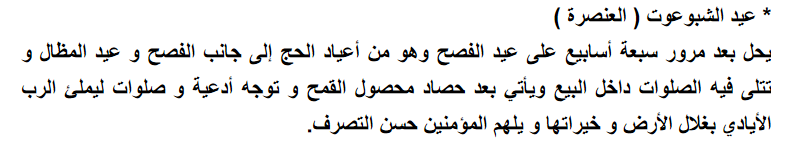 * عيد الشبوعوت ( العنصرة )
يحل بعد مرور سبعة أسابيع على عيد الفصح وهو من أعياد الحج إلى جانب الفصح و عيد المظال و
تتلى فيه الصلوات داخل البيع ويأتي بعد حصاد محصول القمح و توجه أدعية و صلوات ليملئ الرب
الأيادي بغلال الأرض و خيراتها و يلهم المؤمنين حسن التصرف.